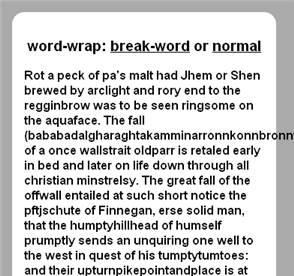 word-wrap: break-word or normal
Rot a peck of pa's malt had Jhem or Shen
brewed by arclight and rory end to the
regginbrow was to be seen ringsome on
the aquaface. The fall
(bababadalgharaghtakamminarronnkonnbronn
of a once wallstrait oldparr is retaled early
in bed and later on life down through all
christian minstrelsy. The great fall of the
offwall entailed at such short notice the
pftjschute of Finnegan, erse solid man,
that the humptyhillhead of humself
prumptly sends an unquiring one well to
the west in quest of his tumptytumtoes:
and their upturnpikepointandplace is at